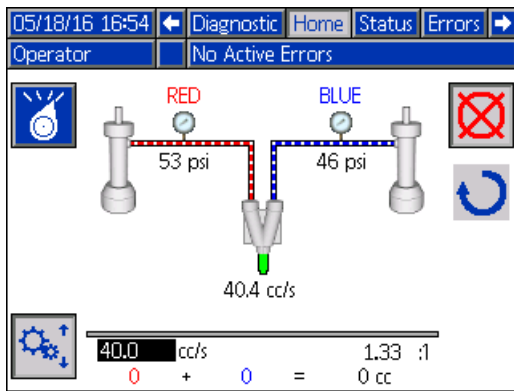 05/18/16 16:54 Diagnostic Home Status Errors
Operator No Active Errors
RED BLUE
53 psi 46 psi
40.4 cc/s
40.0 cc/s 1.33 :1
0 + 0 = 0 cc